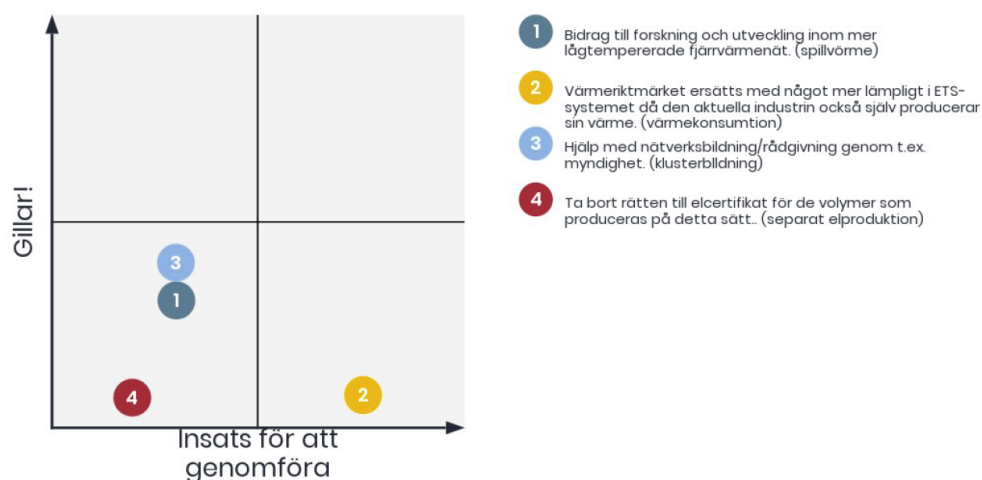 Gillar!
3
1
4
2
Insats för att
genomföra
1 Bidrag till forskning och utveckling inom mer
lågtempererade fjärrvärmenät. (spillvörme)
2 Värmeriktmärket ersätts med något mer lämpligt i ETS-
systemet då den aktuella industrin också själv producerar
sin värme. (värmekonsumtion)
3 Hjälp med nätverksbildning/rådgivning genom t.ex.
myndighet. (klusterblldning)
4 Ta bort rätten till elcertifikat för de volymer som
produceras på detta sätt.. (separat elproduktion)